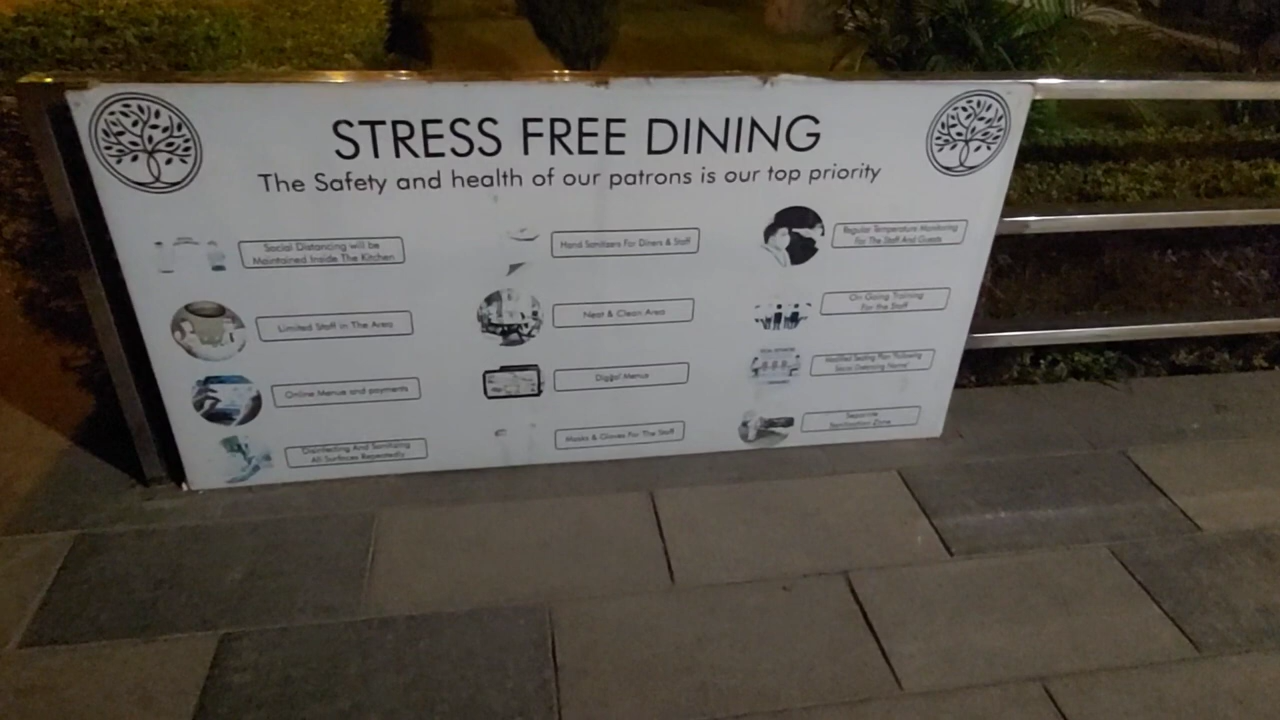 STRESS FREE DINING
The Safety and health of our patrons is our top priority
Social Distancing will be
Maintained Inside The Kitchen
Limited Staff in The Area
Online Menus and payments
Disinfecting And Sanitizing
All Surfaces Repeatedly
Hand Sanitizers For Diners & Staff
Neat & Clean Area
Digital Menus
Masks & Gloves For The Staff
Regular Temperature Monitoring
For The Staff And Guests
On Going Training
For the Staff
Modified Seating Plan Following
Social Distancing Norms
Separate
Sanitization Zone